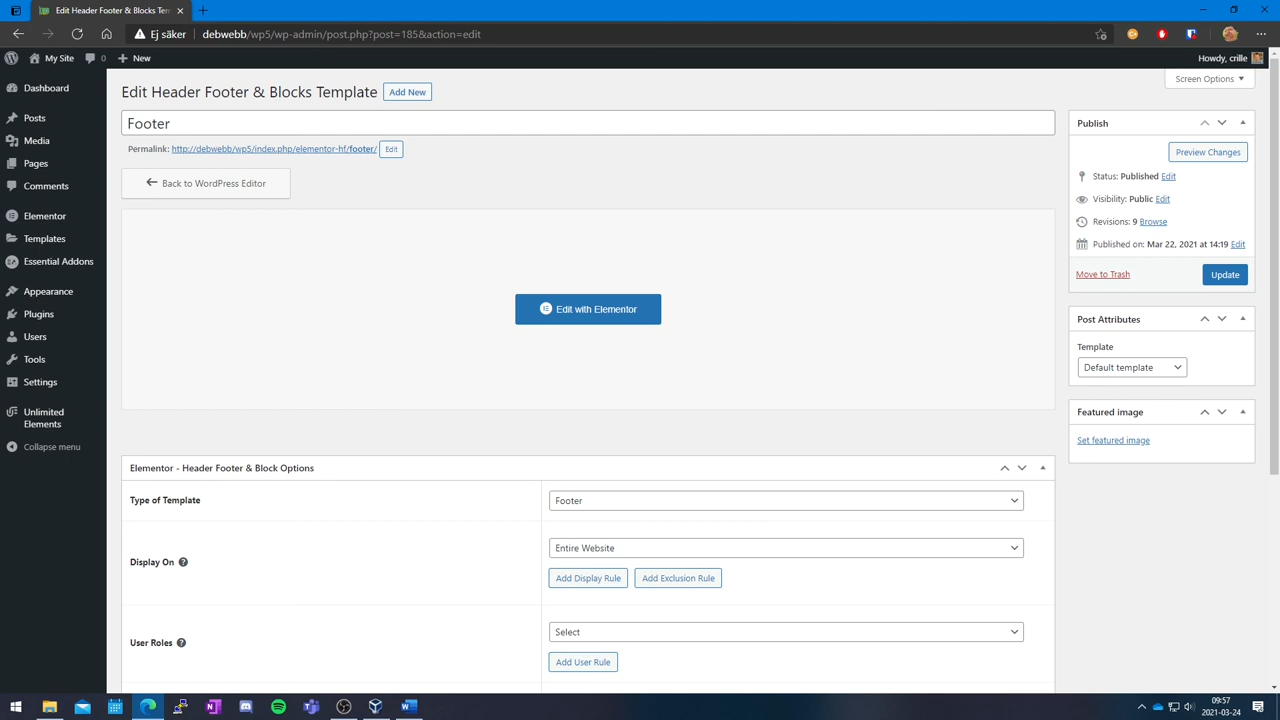 Edit Header Footer & Blocks Tem
Ej säker
debwebb/wp5/wp-admin/post.php?post=185&action=edit
My Site
0
New
Howdy, crille
Dashboard
Posts
Media
Pages
Comments
Elementor
Templates
Essential Addons
Appearance
Plugins
Users
Tools
Settings
Unlimited
Elements
Collapse menu
Screen Options
Edit Header Footer & Blocks Template
Add New
Footer
Permalink: http://debwebb/wp5/index.php/elementor-hf/footer/ Edit
Back to WordPress Editor
Edit with Elementor
Elementor - Header Footer & Block Options
Type of Template
Footer
Display On
Entire Website
Add Display Rule
Add Exclusion Rule
User Roles
Select
Add User Rule
Publish
Preview Changes
Status: Published Edit
Visibility: Public Edit
Revisions: 9 Browse
Published on: Mar 22, 2021 at 14:19 Edit
Move to Trash
Update
Post Attributes
Template
Default template
Featured image
Set featured image
09:57
2021-03-24